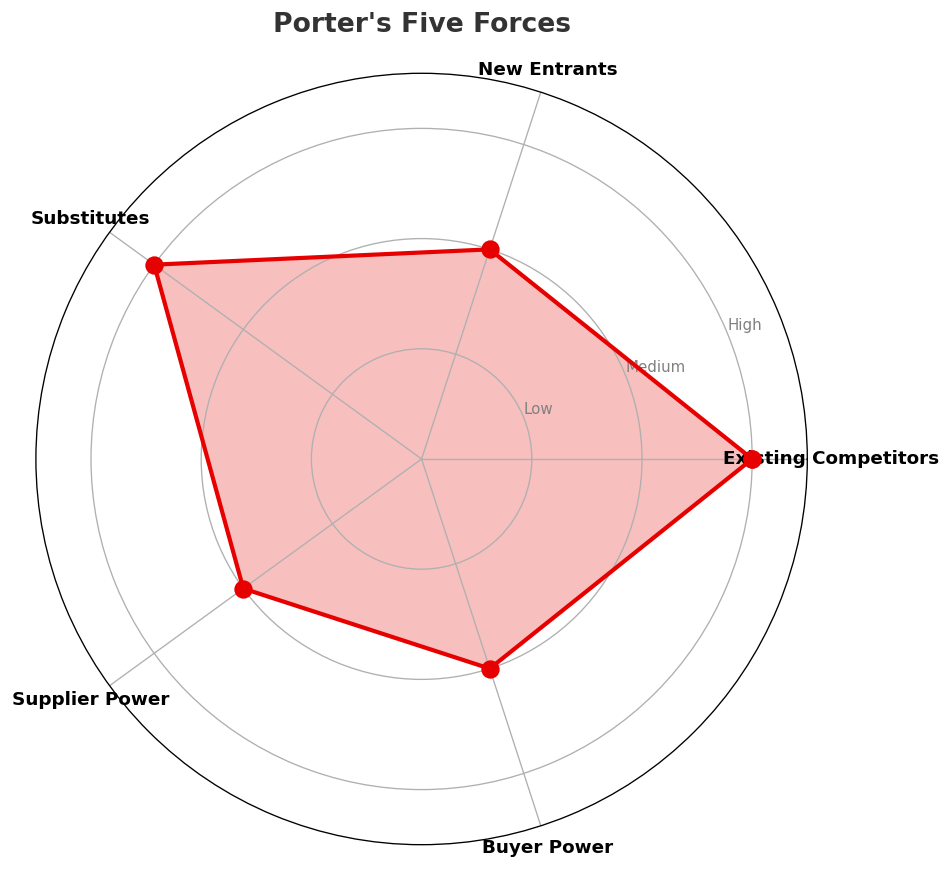 Porter's Five Forces
New Entrants
Substitutes
High
Medium
Low
Existing Competitors
Supplier Power
Buyer Power